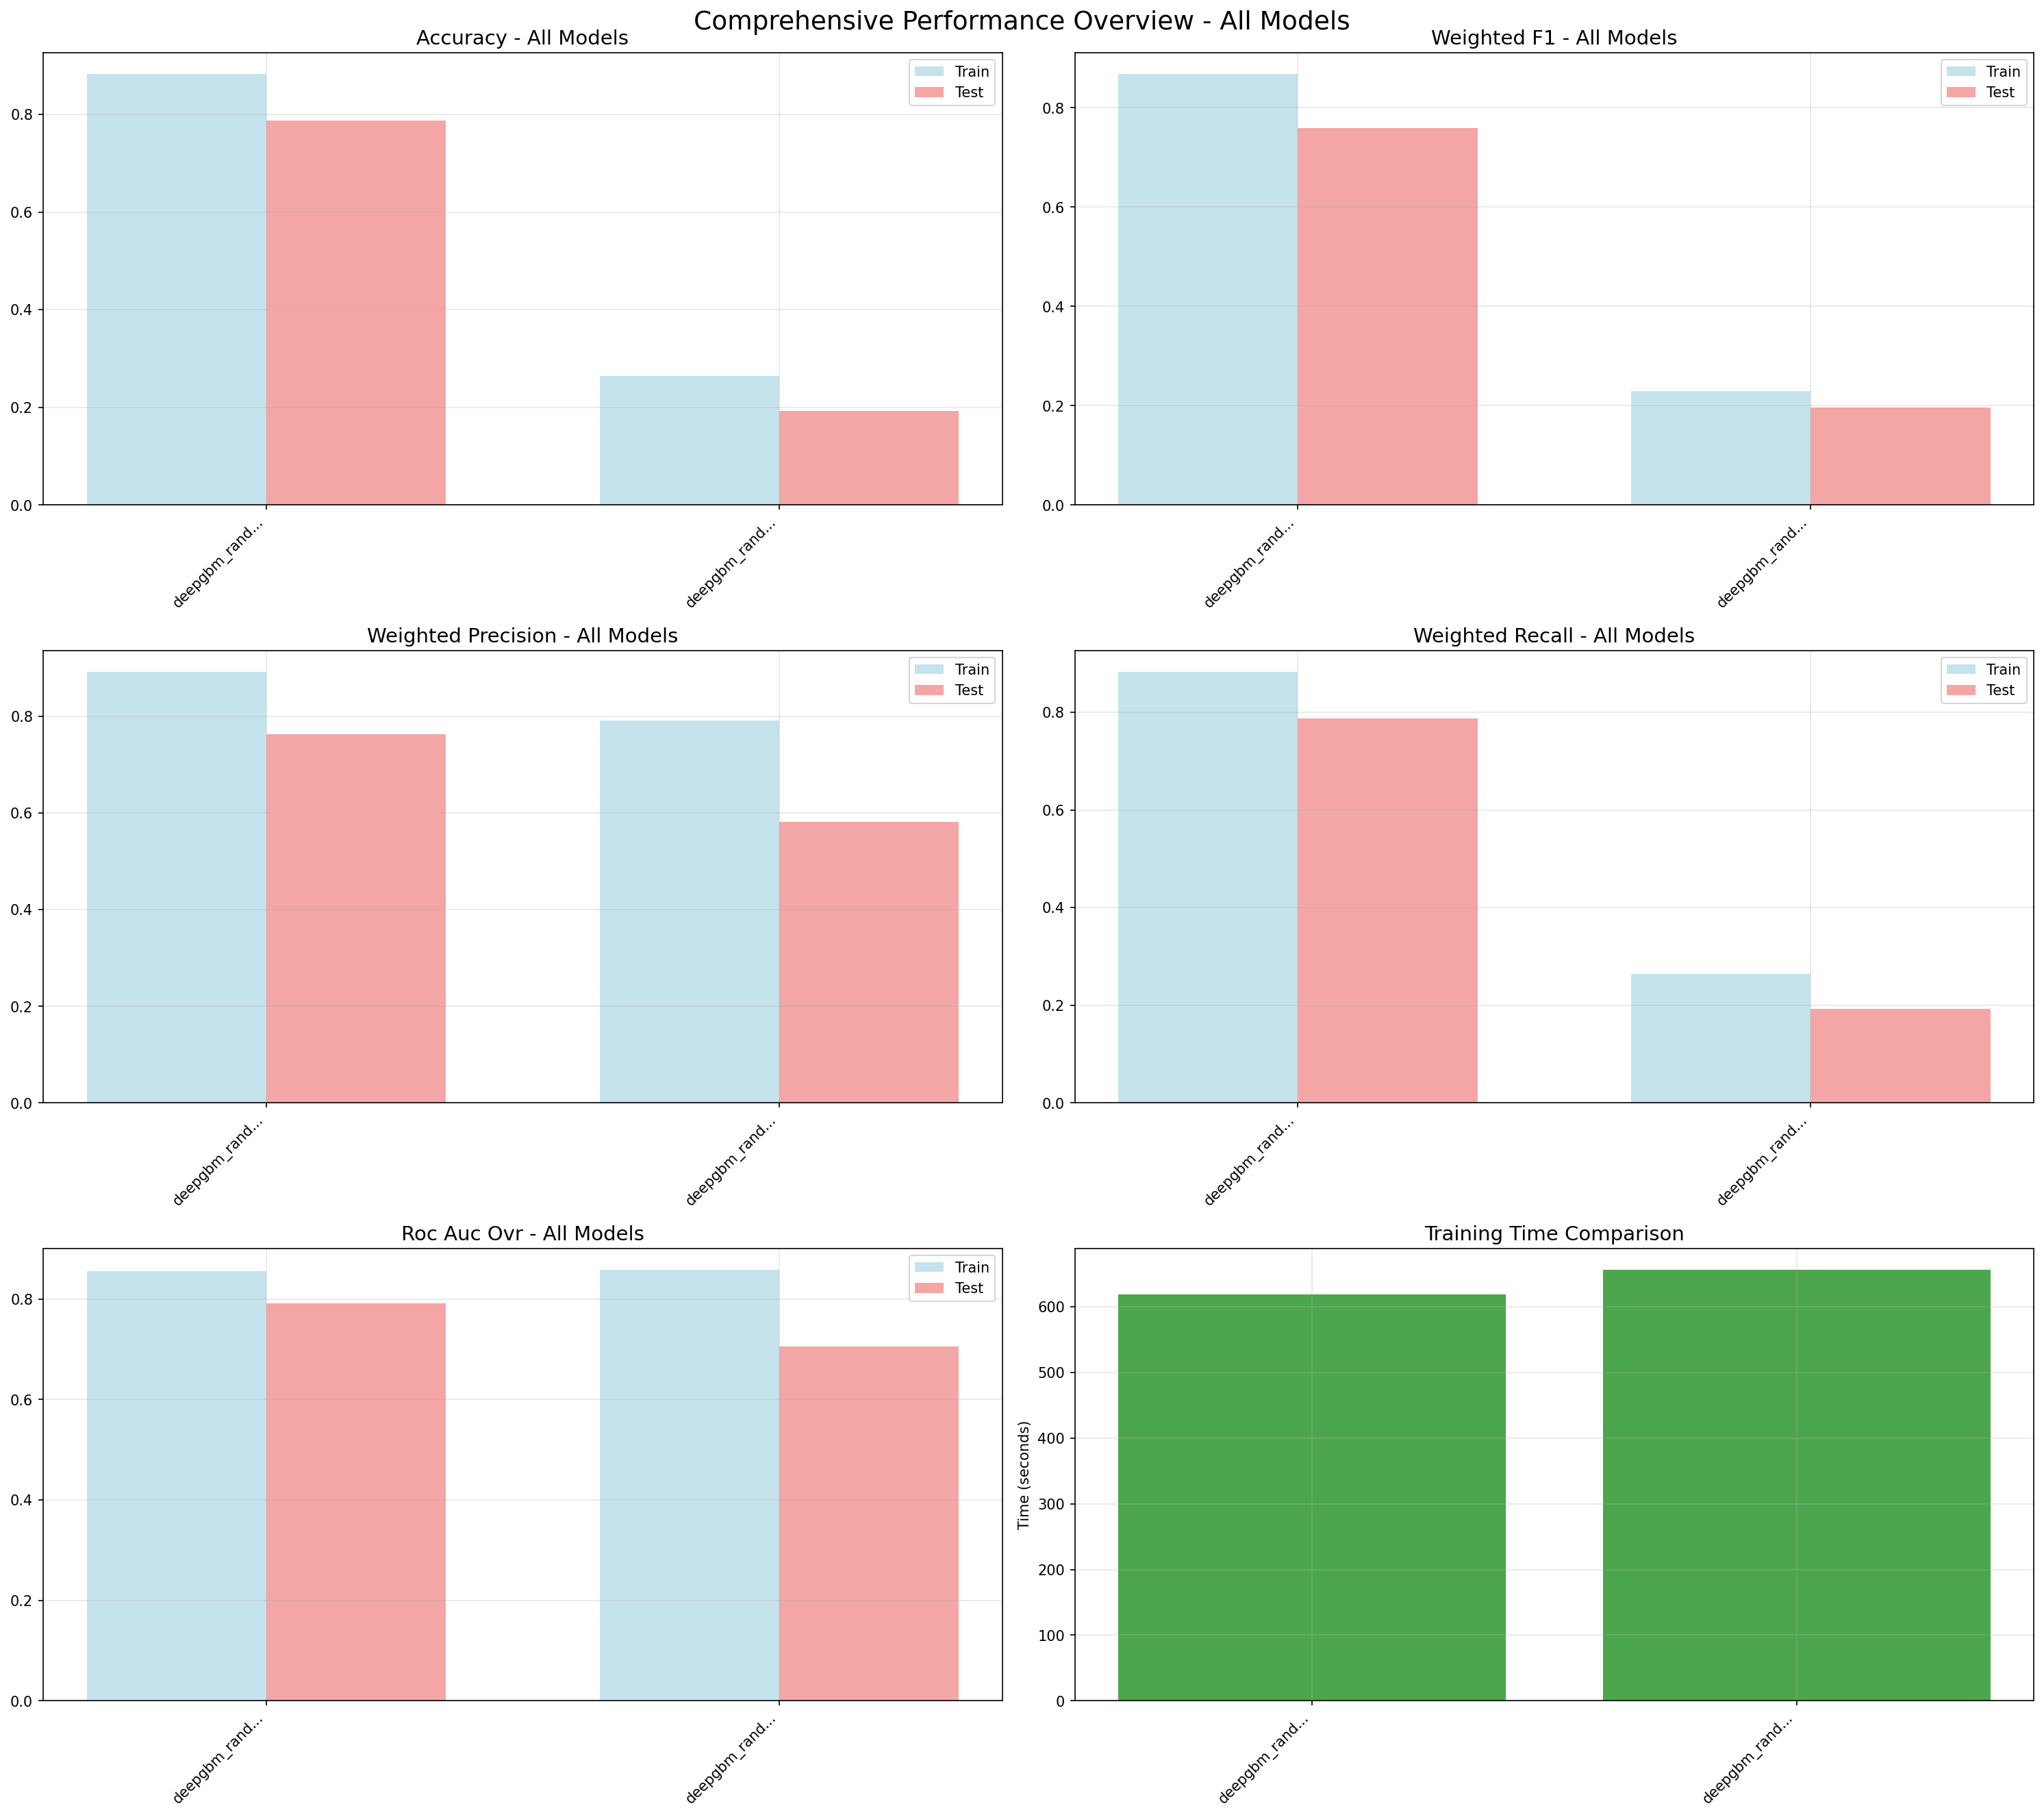 Comprehensive Performance Overview - All Models
Accuracy - All Models
Train
Test
0.8
0.6
0.4
0.2
0.0
deepgbm_rand...
deepgbm_rand...
Weighted F1 - All Models
Train
Test
0.8
0.6
0.4
0.2
0.0
deepgbm_rand...
deepgbm_rand...
Weighted Precision - All Models
Train
Test
0.8
0.6
0.4
0.2
0.0
deepgbm_rand...
deepgbm_rand...
Weighted Recall - All Models
Train
Test
0.8
0.6
0.4
0.2
0.0
deepgbm_rand...
deepgbm_rand...
Roc Auc Ovr - All Models
Train
Test
0.8
0.6
0.4
0.2
0.0
deepgbm_rand...
deepgbm_rand...
Training Time Comparison
Time (seconds)
600
500
400
300
200
100
0
deepgbm_rand...
deepgbm_rand...